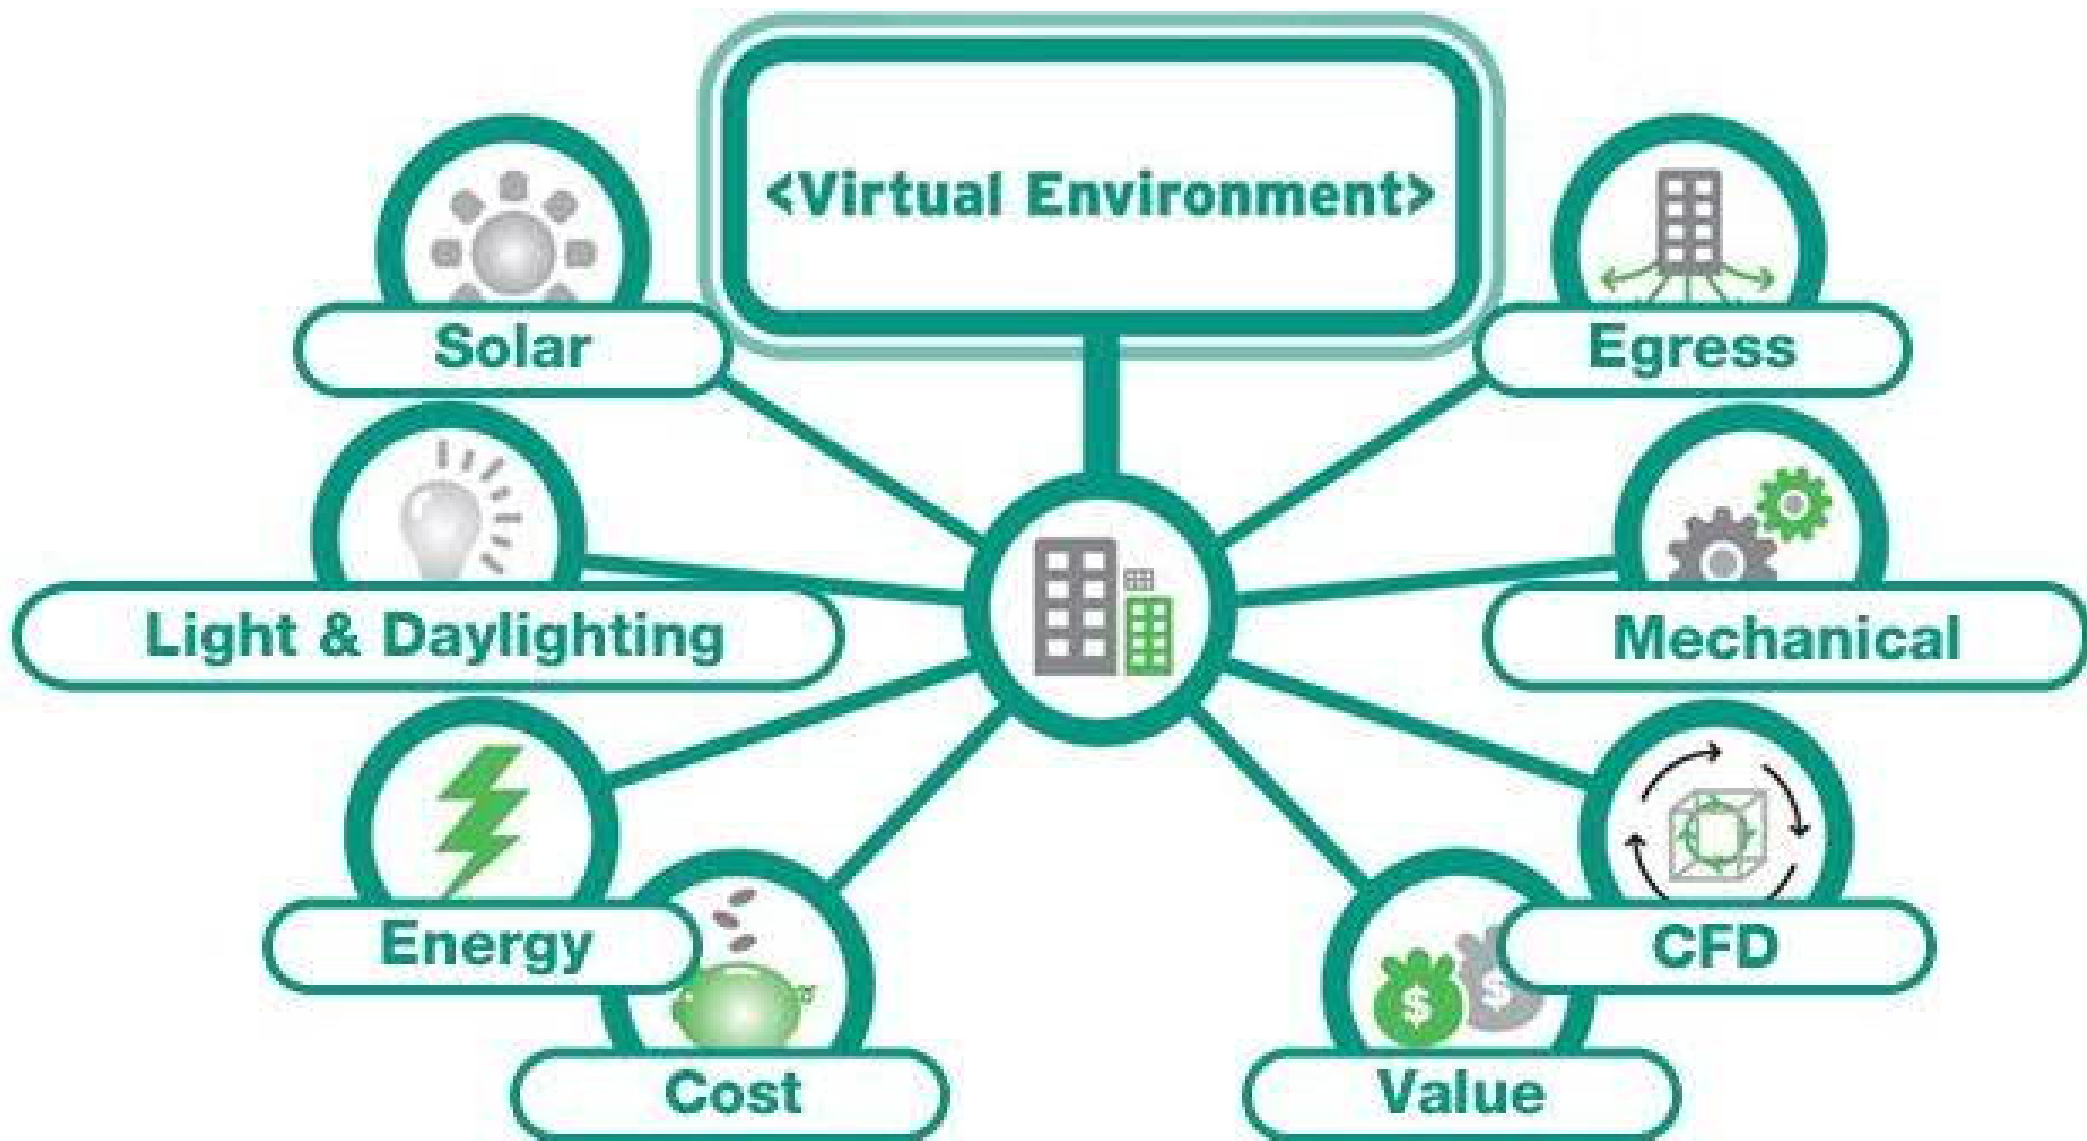 <Virtual Environment>
Solar
Egress
Light & Daylighting
Mechanical
Energy
CFD
$
$
Cost
Value